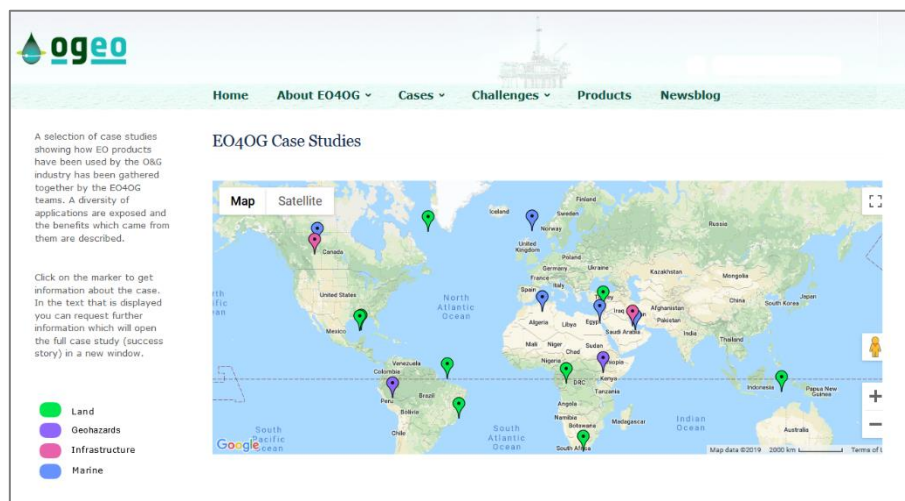 ogeo
Home About EO4OG Cases Challenges Products Newsblog
A selection of case studies
showing how EO products
have been used by the O&G
industry has been gathered
together by the EO4OG
teams. A diversity of
applications are exposed and
the benefits which came from
them are described.
Click on the marker to get
information about the case.
In the text that is displayed
you can request further
information which will open
the full case study (success
story) in a new window.
Land
Geohazards
Infrastructure
Marine
EO4OG Case Studies
Map Satellite
Iceland
Finland
Sweden
Norway
Russia
Canada
United
Kingdom
Poland
Germany
Ukraine
France
Kazakhstan
Mongolia
Italy
Spain
United States
North
Atlantic
Ocean
Iraq
Afghanistan
China
South Korea
Japan
Algeria
Libya
Egypt
Pakistan
Saudi Arabia
India
Mexico
Mali
Niger
Chad
Sudan
Thailand
Venezuela
Nigeria
Ethiopia
Colombia
Kenya
DRC
Indonesia
Papua New
Guinea
Tanzania
Peru
Brazil
Angola
Bolivia
Namibia
Botswana
Madagascar
Indian
Ocean
Australia
Chile
South
Pacific
Ocean
South
Atlantic
Ocean
South Africa
Google
Map data ©2019 2000 km Terms of U